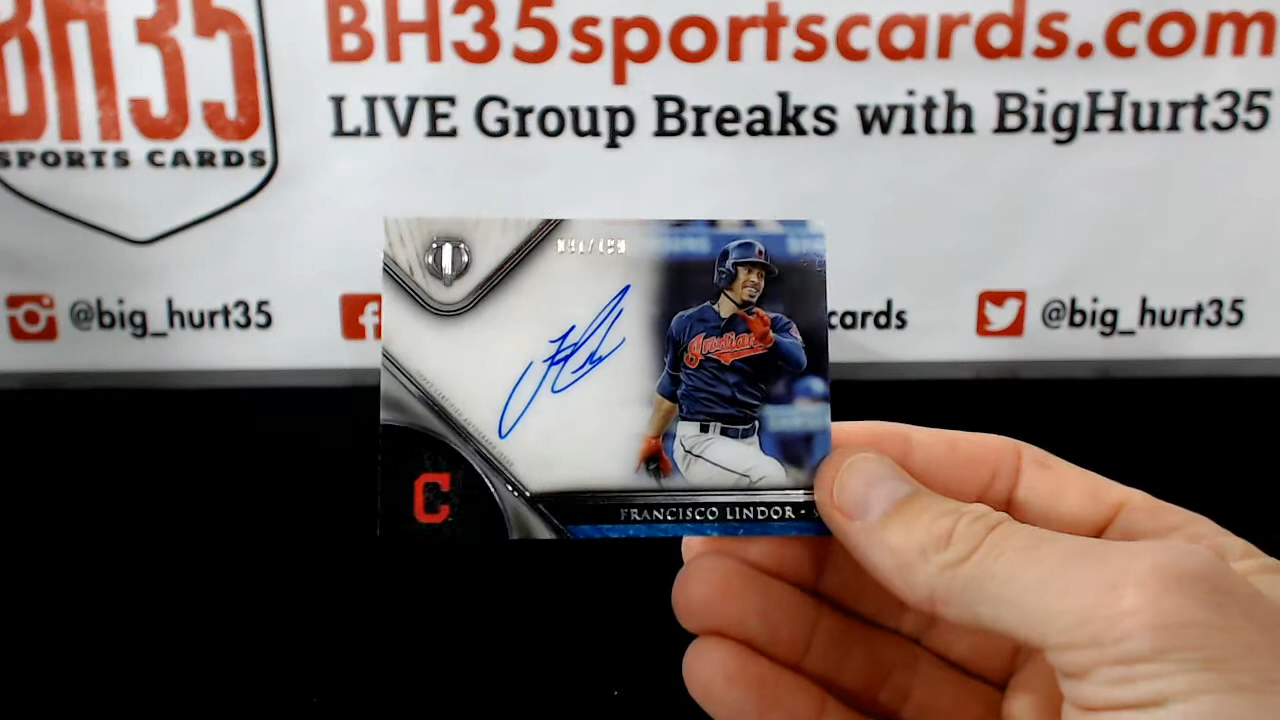 BH35
SPORTS CARDS
BH35sportscards.com
LIVE Group Breaks with BigHurt35
@big_hurt35
cards
@big_hurt35
Indians
C
FRANCISCO LINDOR -